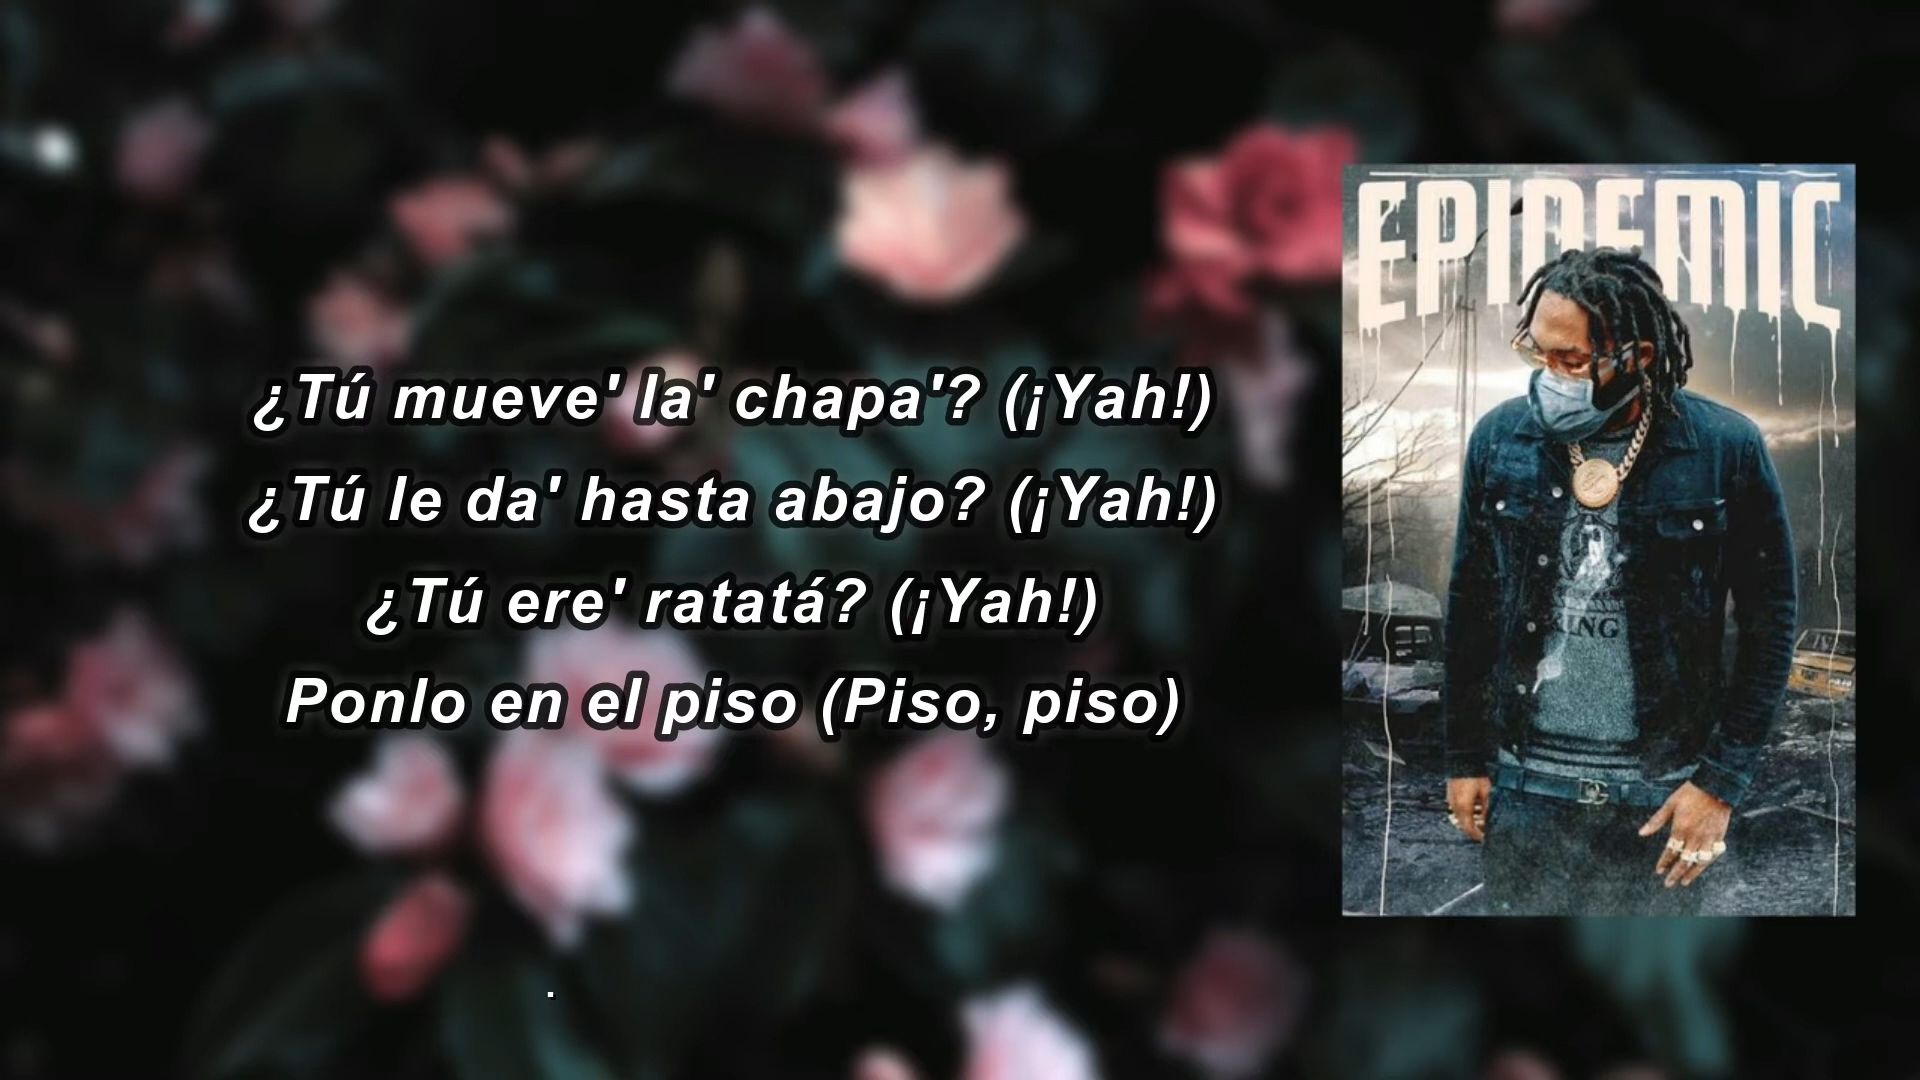 ¿Tú mueve' la' chapa'? (¡Yah!)
¿Tú le da' hasta abajo? (¡Yah!)
¿Tú ere' ratatá? (¡Yah!)
Ponlo en el piso (Piso, piso)
.
EPIDEMIC